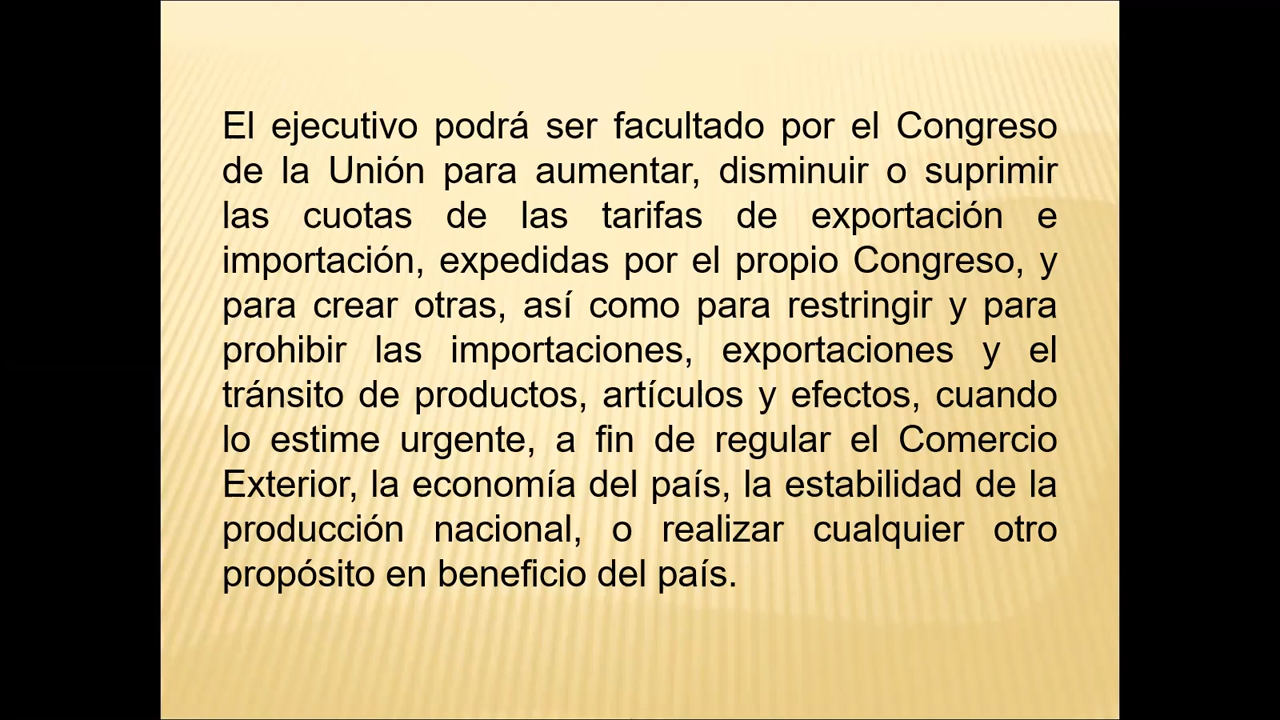 El ejecutivo podrá ser facultado por el Congreso
de la Unión para aumentar, disminuir o suprimir
las cuotas de las tarifas de exportación e
importación, expedidas por el propio Congreso, y
para crear otras, así como para restringir y para
prohibir las importaciones, exportaciones y el
tránsito de productos, artículos y efectos, cuando
lo estime urgente, a fin de regular el Comercio
Exterior, la economía del país, la estabilidad de la
producción nacional, o realizar cualquier otro
propósito en beneficio del país.